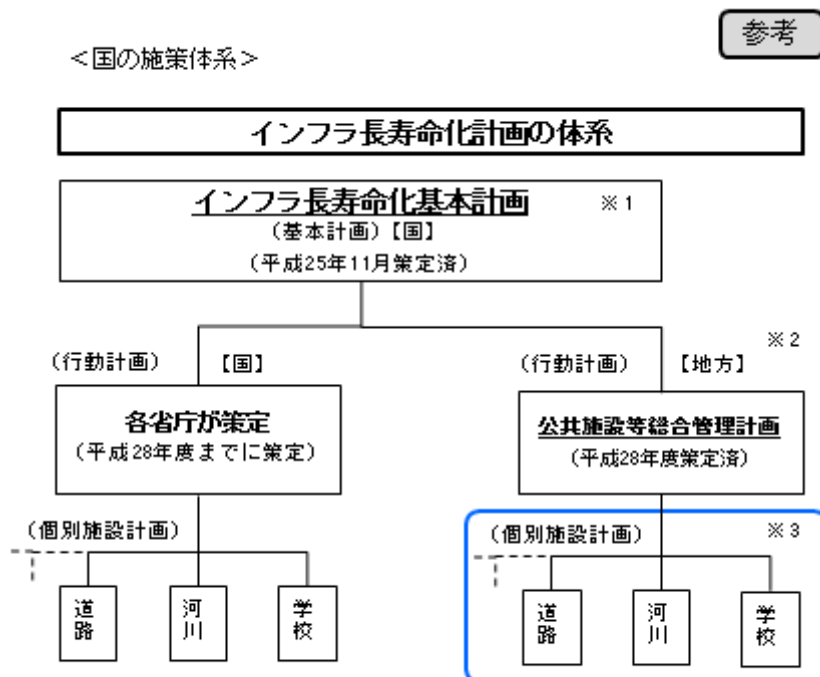 参考
＜国の施策体系＞
インフラ長寿命化計画の体系
インフラ長寿命化基本計画 ※1
（基本計画）【国】
（平成25年11月策定済）
※2
（行動計画） 【国】
（行動計画） 【地方】
各省庁が策定
（平成28年度までに策定）
公共施設等総合管理計画
（平成28年度策定済）
（個別施設計画）
道路
河川
学校
（個別施設計画） ※3
道路
河川
学校